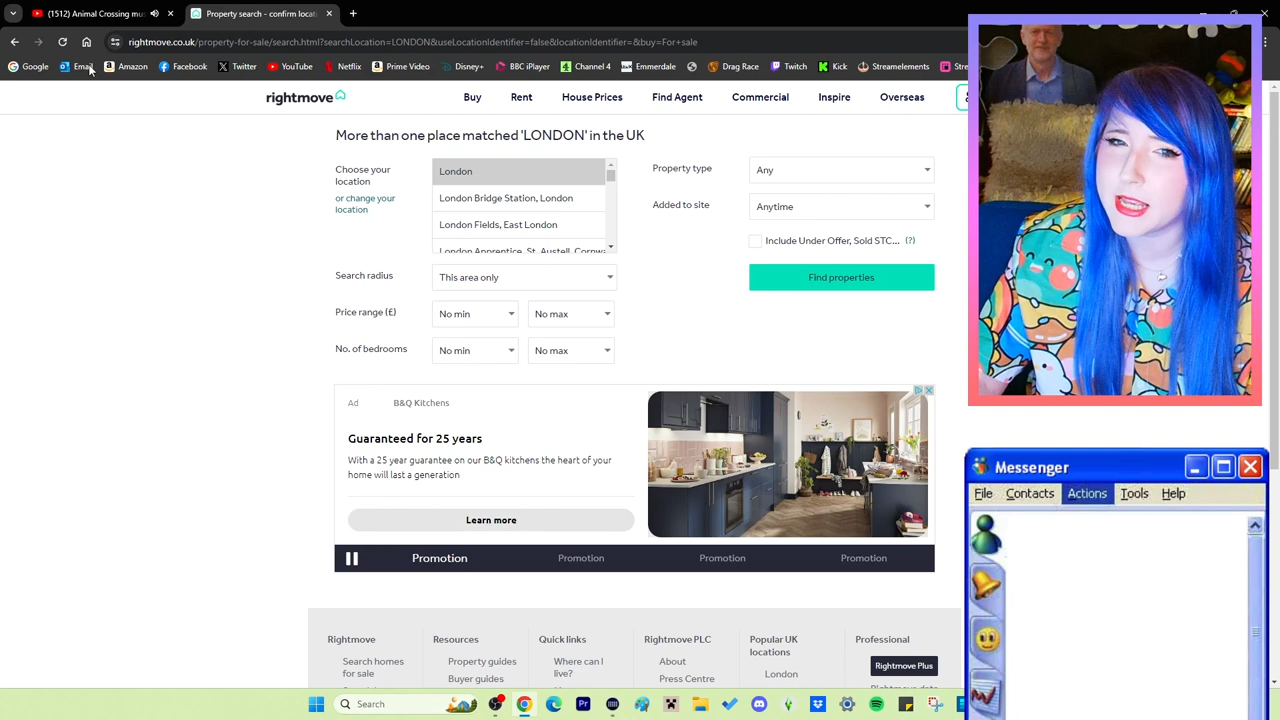 (1512) Animal Crossing mu
Property search - confirm locati
rightmove.co.uk/property-for-sale/search.html?searchLocation=LONDON&useLocationIdentifier=false&locationIdentifier=&buy=For+sale
Google Email Amazon Facebook Twitter YouTube Netflix Prime Video Disney+ BBC iPlayer Channel 4 Emmerdale Drag Race Twitch Kick Streamelements
rightmove
Buy Rent House Prices Find Agent Commercial Inspire Overseas
More than one place matched 'LONDON' in the UK
Choose your
location
or change your
location
London
London Bridge Station, London
London Fields, East London
London Apprentice, St. Austell, Cornwa
Search radius This area only
Price range (£) No min No max
No. of bedrooms No min No max
Property type Any
Added to site Anytime
Include Under Offer, Sold STC... (?)
Find properties
Ad B&Q Kitchens
Guaranteed for 25 years
With a 25 year guarantee on our B&Q kitchens the heart of your
home will last a generation
Learn more
Promotion Promotion Promotion Promotion
Rightmove
Search homes
for sale
Resources
Property guides
Buyer guides
Quick links
Where can I
live?
Rightmove PLC
About
Press Centre
Popular UK
locations
London
Professional
Rightmove Plus
Search
Messenger
File Contacts Actions Tools Help